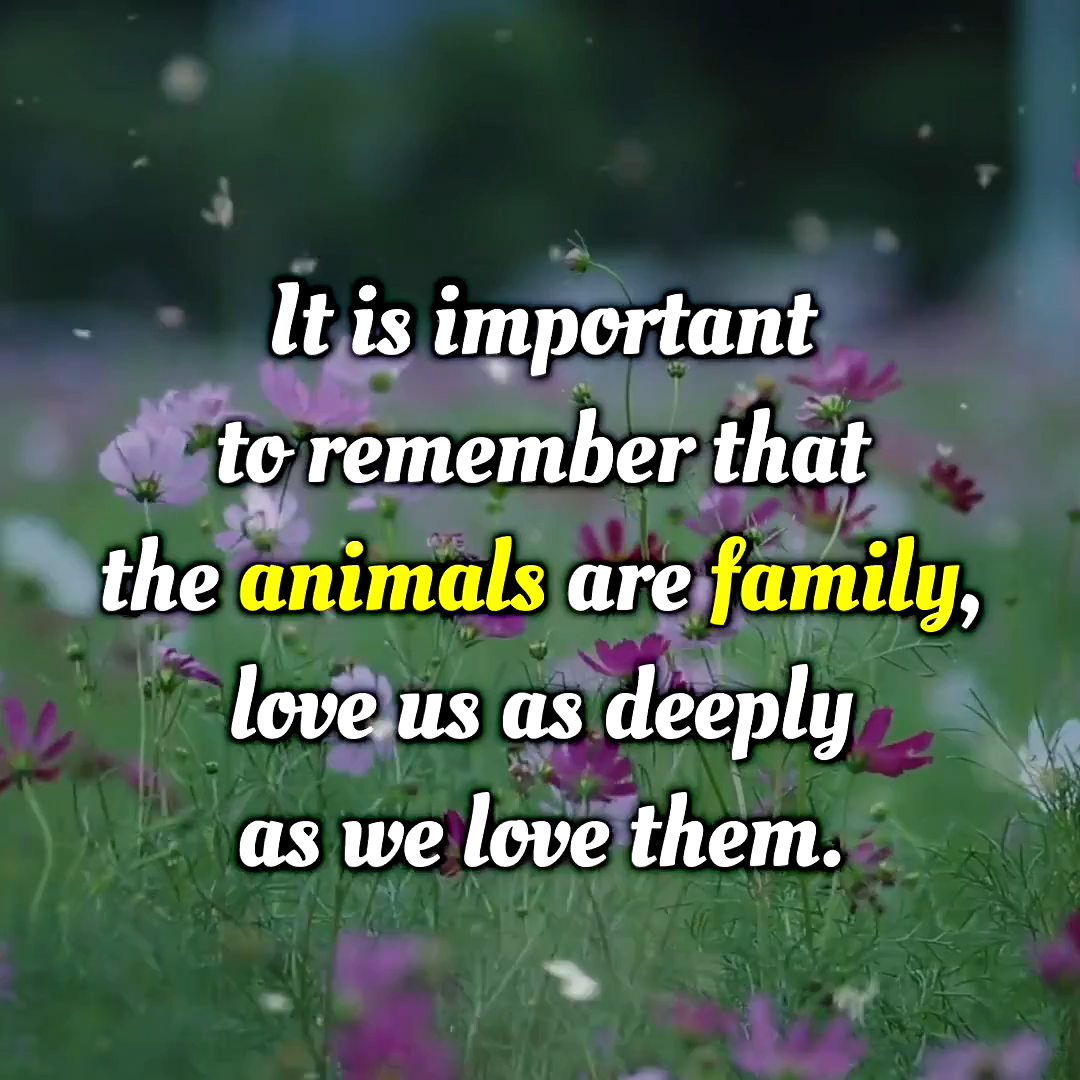 It is important
to remember that
the animals are family,
love us as deeply
as we love them.